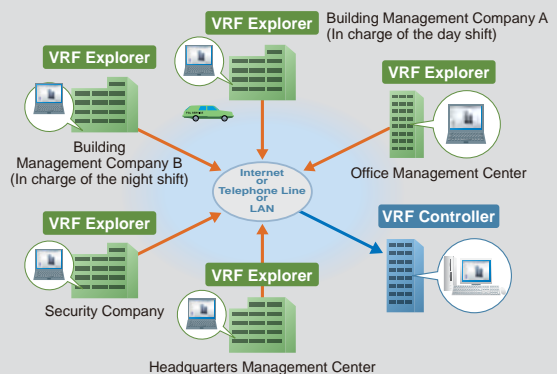 Building Management Company A
(In charge of the day shift)
VRF Explorer
VRF Explorer
VRF Explorer
Building
Management Company B
(In charge of the night shift)
Office Management Center
Internet
or
Telephone Line
or
LAN
VRF Explorer
VRF Controller
Security Company
VRF Explorer
Headquarters Management Center